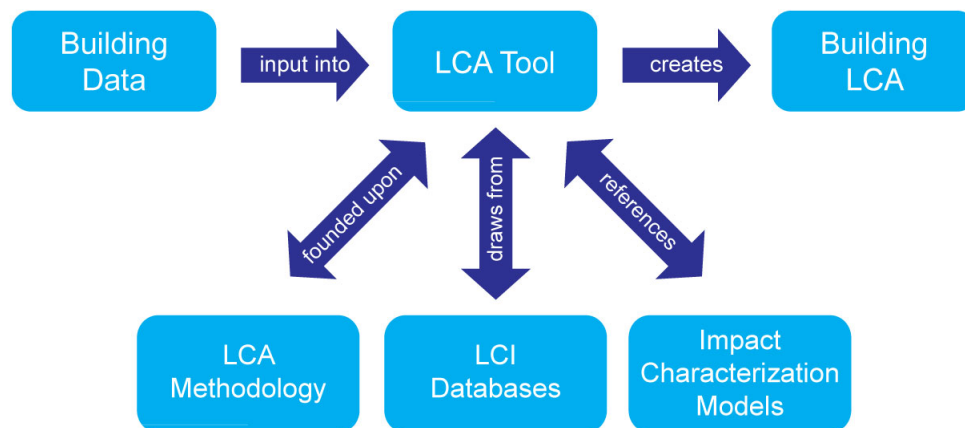 Building
Data
input into
LCA Tool
creates
Building
LCA
founded upon
draws from
references
LCA
Methodology
LCI
Databases
Impact
Characterization
Models